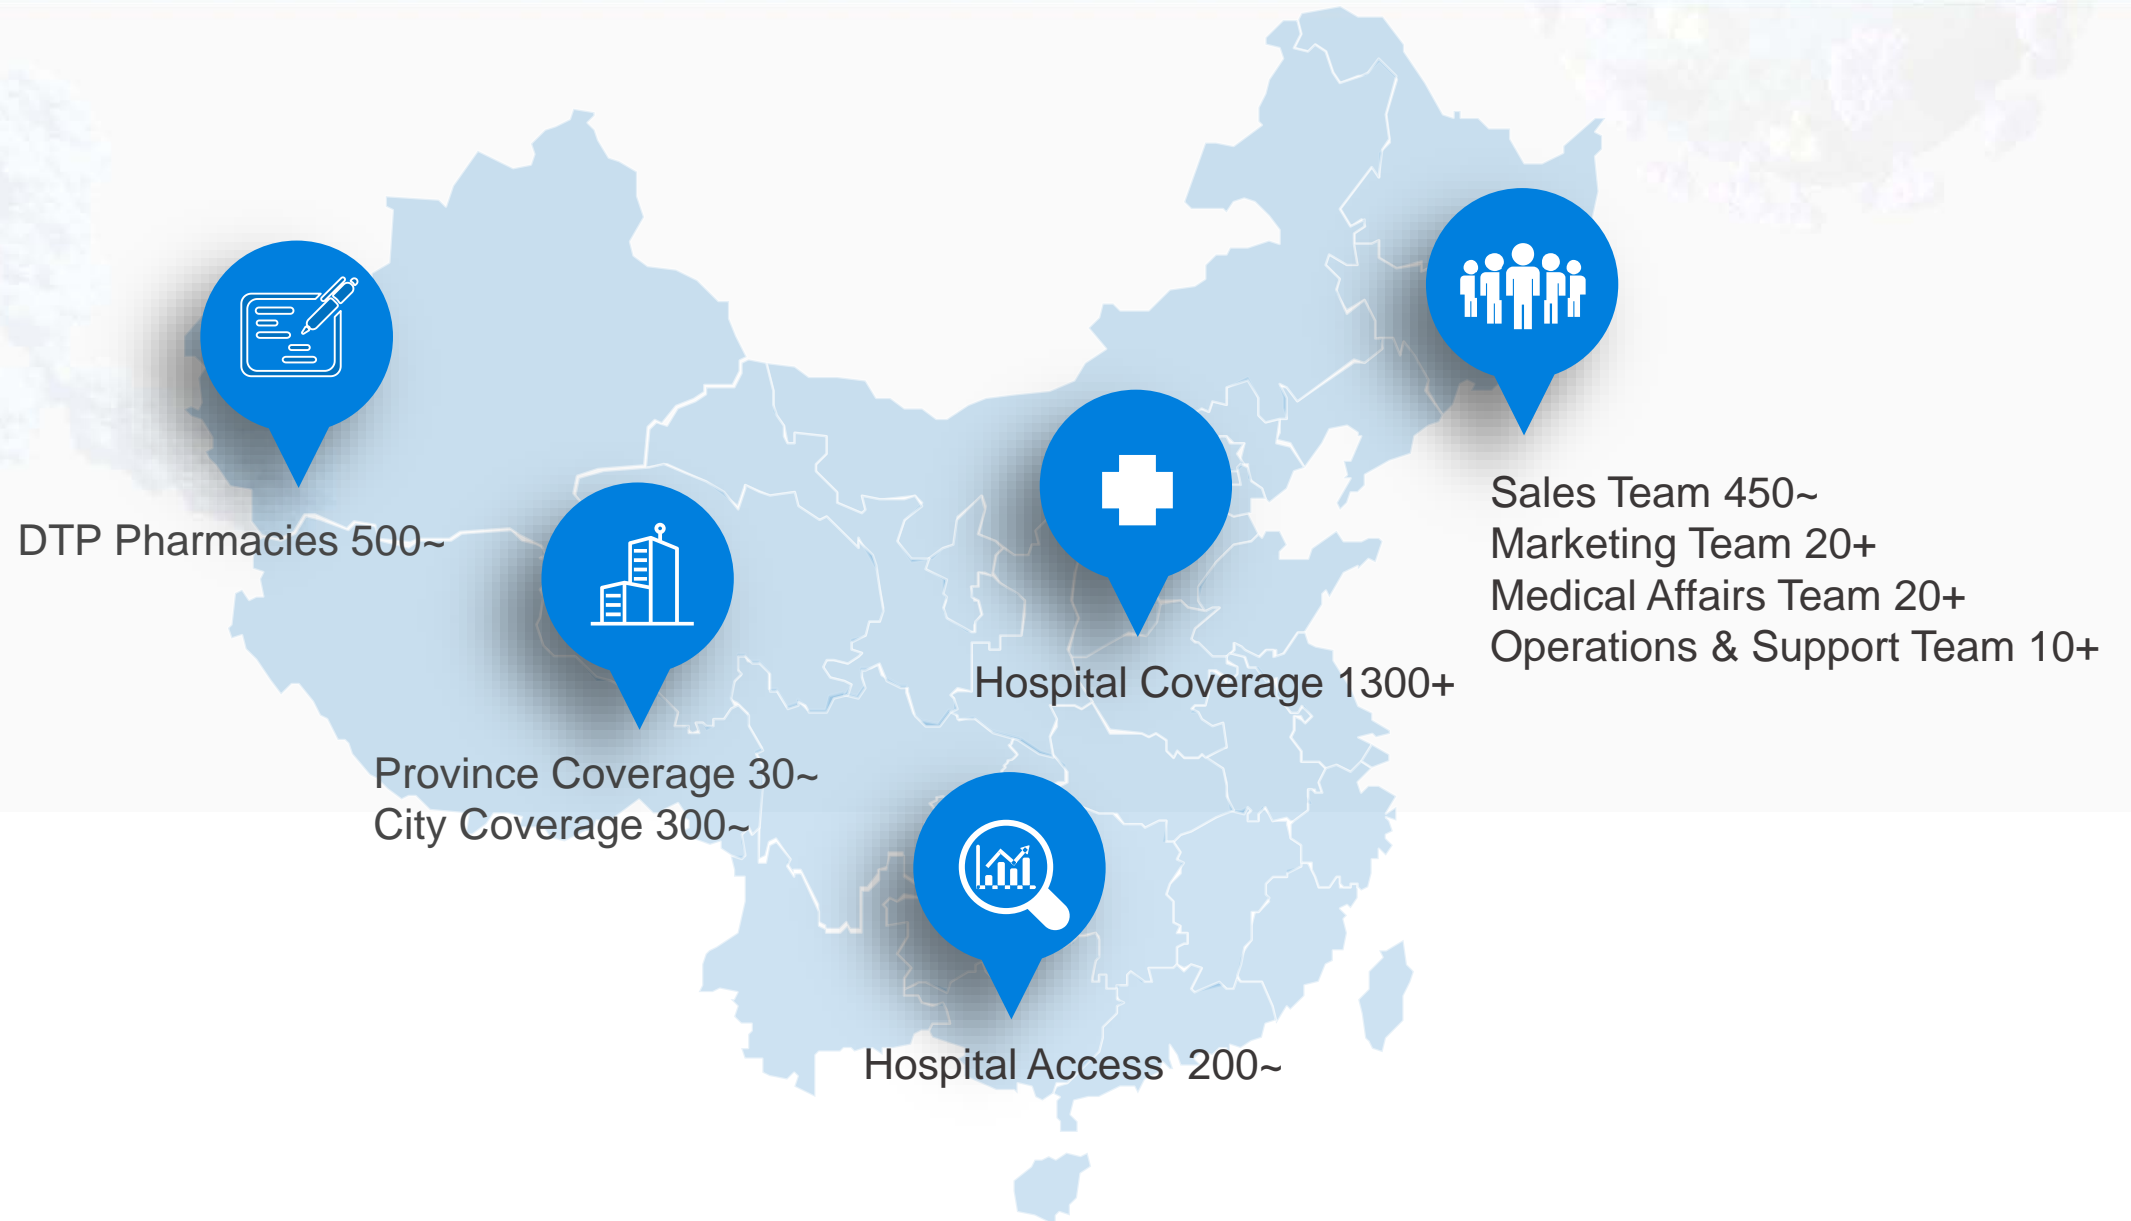 DTP Pharmacies 500~
Province Coverage 30~
City Coverage 300~
Hospital Coverage 1300+
Hospital Access 200~
Sales Team 450~
Marketing Team 20+
Medical Affairs Team 20+
Operations & Support Team 10+